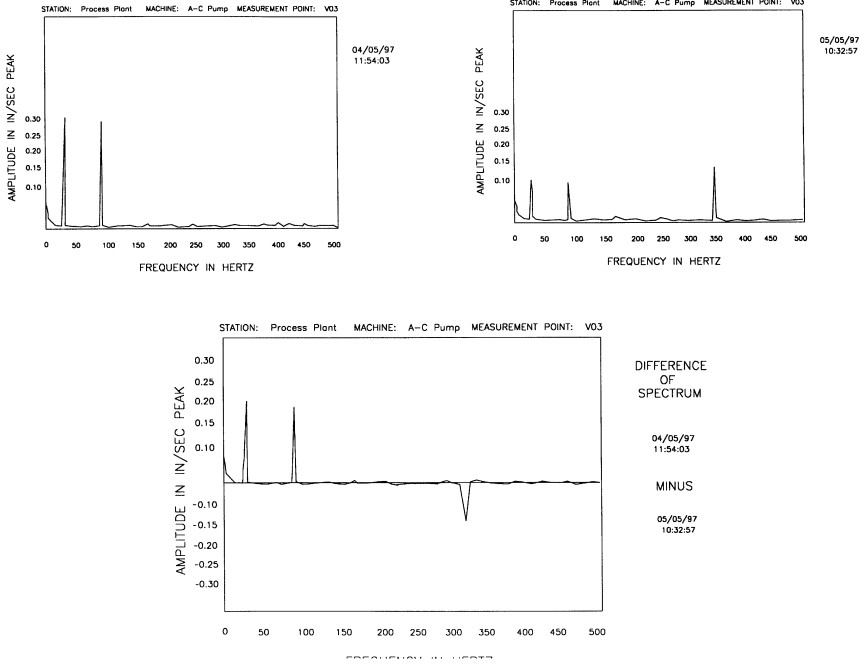 STATION: Process Plant MACHINE: A-C Pump MEASUREMENT POINT: V03
04/05/97
11:54:03
AMPLITUDE IN IN/SEC PEAK
0.30
0.25
0.20
0.15
0.10
0 50 100 150 200 250 300 350 400 450 500
FREQUENCY IN HERTZ
STATION: Process Plant MACHINE: A-C Pump MEASUREMENT POINT: V03
05/05/97
10:32:57
AMPLITUDE IN IN/SEC PEAK
0.30
0.25
0.20
0.15
0.10
0 50 100 150 200 250 300 350 400 450 500
FREQUENCY IN HERTZ
STATION: Process Plant MACHINE: A-C Pump MEASUREMENT POINT: V03
AMPLITUDE IN IN/SEC PEAK
0.30
0.25
0.20
0.15
0.10
-0.10
-0.15
-0.20
-0.25
-0.30
DIFFERENCE
OF
SPECTRUM
04/05/97
11:54:03
MINUS
05/05/97
10:32:57
0 50 100 150 200 250 300 350 400 450 500
FREQUENCY IN HERTZ